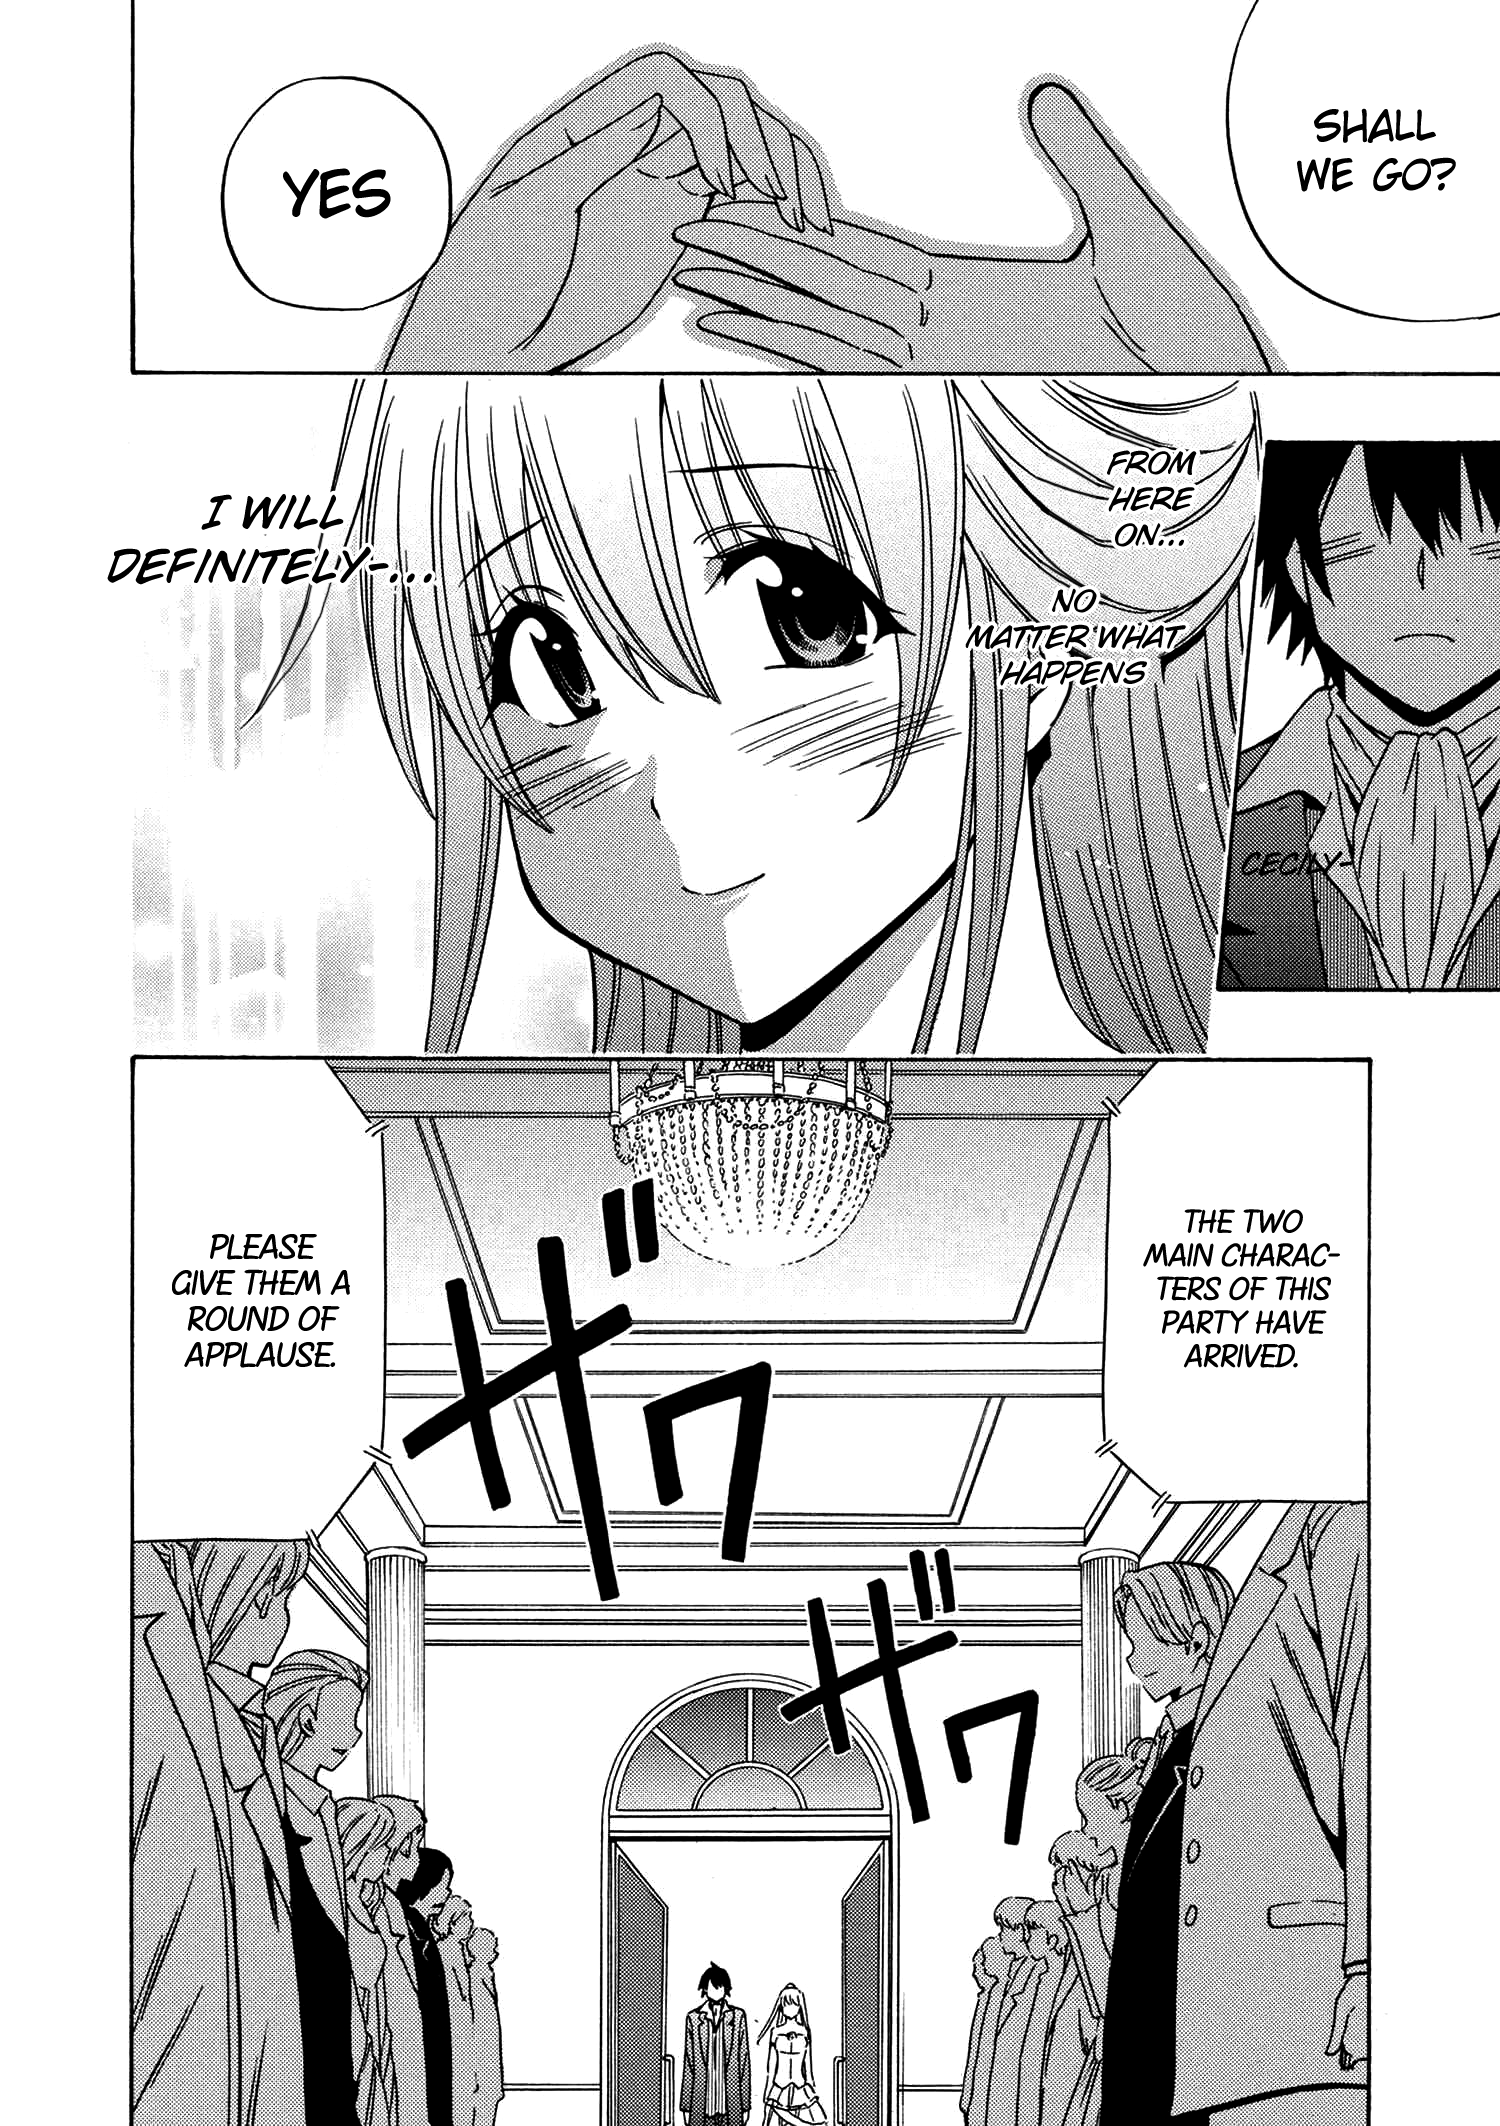 SHALL
WE GO?
YES
FROM
HERE
ON...
NO
MATTER WHAT
HAPPENS
CECILY-
I WILL
DEFINITELY-...
THE TWO
MAIN CHARAC-
TERS OF THIS
PARTY HAVE
ARRIVED.
PLEASE
GIVE THEM A
ROUND OF
APPLAUSE.
ザワ
ザワ